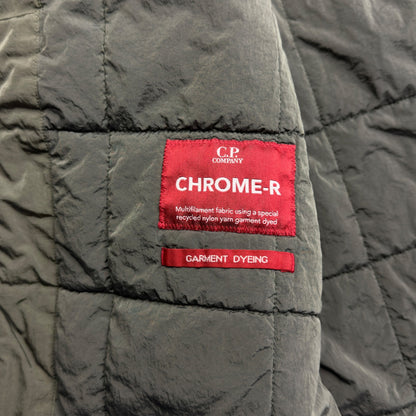 C.P.
COMPANY
CHROME-R
Multifilament fabric using a special
recycled nylon yarn garment dyed
GARMENT DYEING